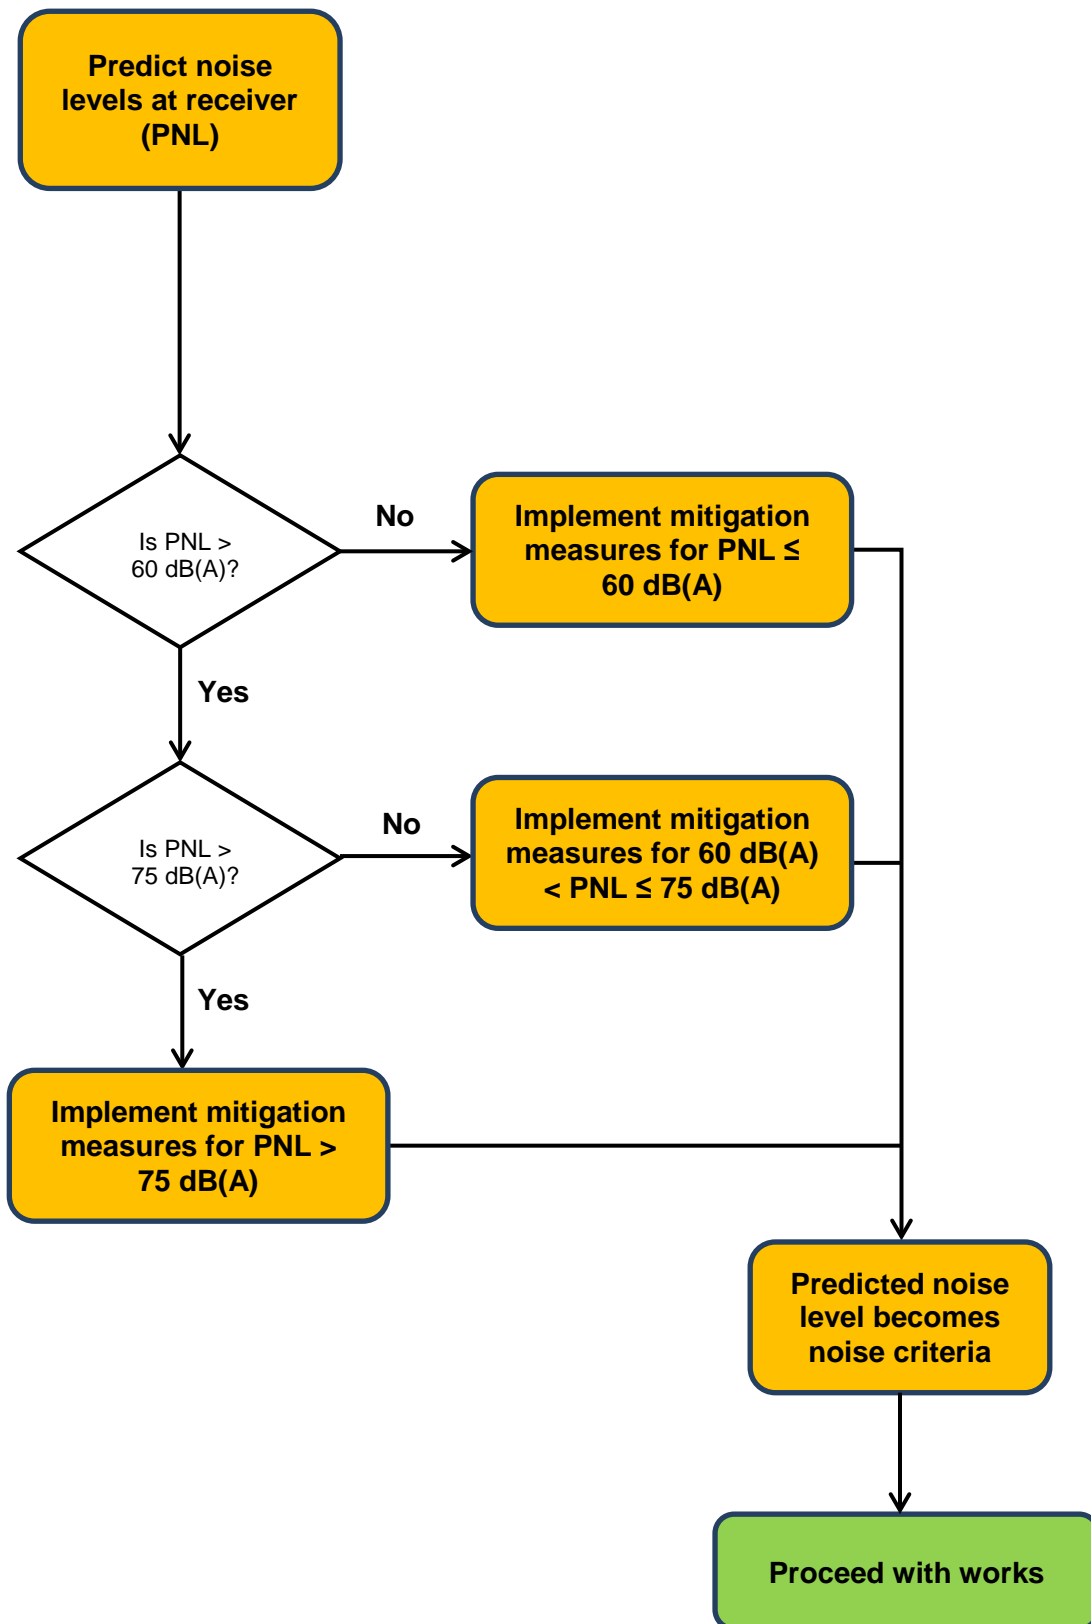 Predict noise
levels at receiver
(PNL)
Is PNL >
60 dB(A)?
No
Implement mitigation
measures for PNL ≤
60 dB(A)
Yes
Is PNL >
75 dB(A)?
No
Implement mitigation
measures for 60 dB(A)
< PNL ≤ 75 dB(A)
Yes
Implement mitigation
measures for PNL >
75 dB(A)
Predicted noise
level becomes
noise criteria
Proceed with works